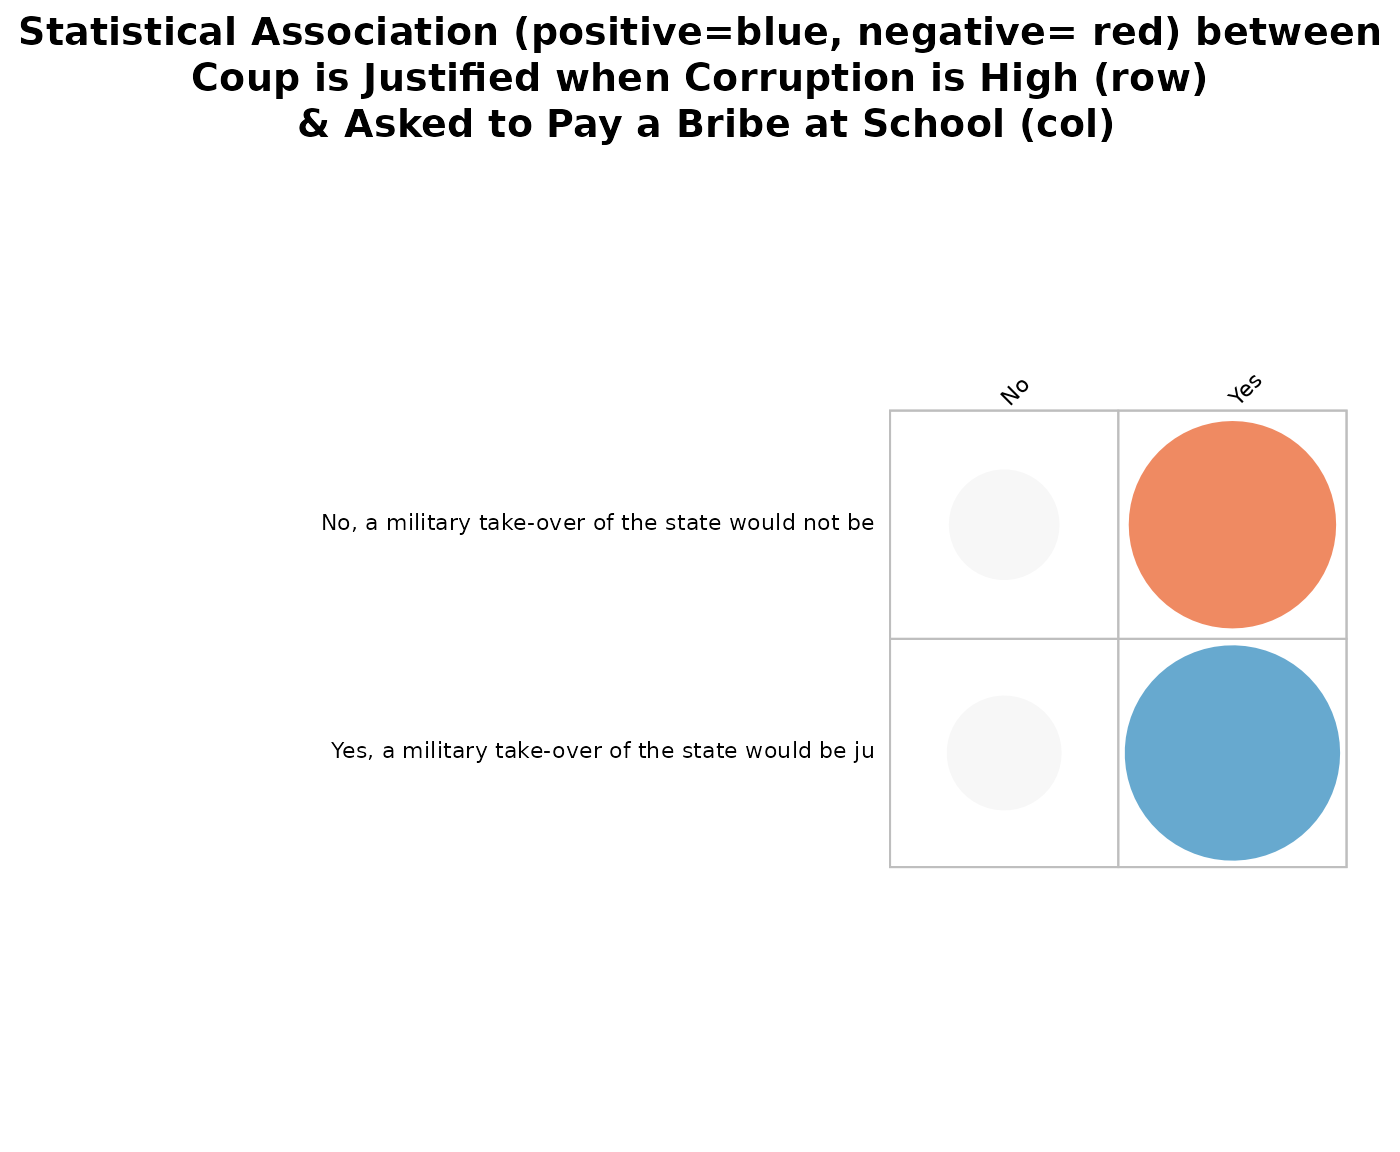 Statistical Association (positive=blue, negative= red) between
Coup is Justified when Corruption is High (row)
& Asked to Pay a Bribe at School (col)
No
Yes
No, a military take-over of the state would not be
Yes, a military take-over of the state would be ju